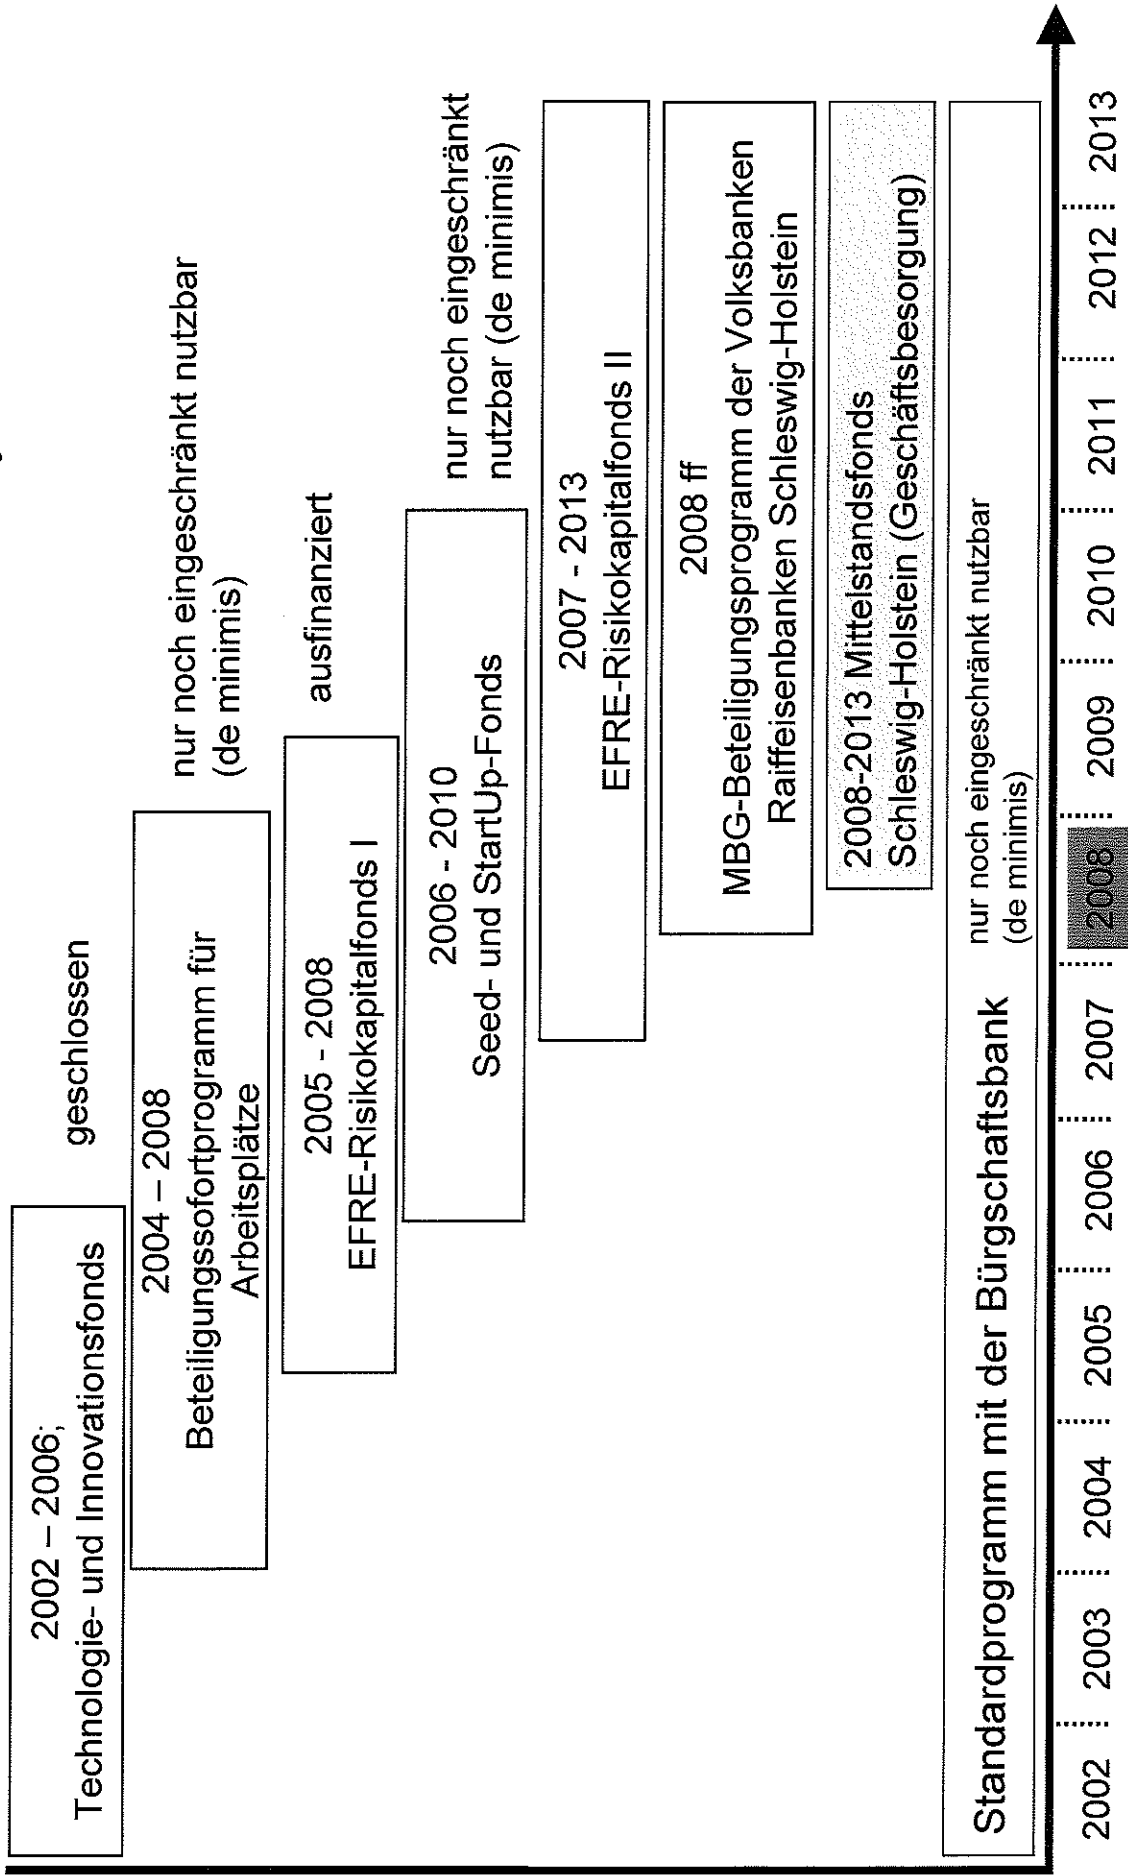 2002 – 2006;
Technologie- und Innovationsfonds
geschlossen
2004 – 2008
Beteiligungssofortprogramm für
Arbeitsplätze
nur noch eingeschränkt nutzbar
(de minimis)
2005 - 2008
EFRE-Risikokapitalfonds I
ausfinanziert
2006 - 2010
Seed- und StartUp-Fonds
nur noch eingeschränkt
nutzbar (de minimis)
2007 - 2013
EFRE-Risikokapitalfonds II
2008 ff
MBG-Beteiligungsprogramm der Volksbanken
Raiffeisenbanken Schleswig-Holstein
2008-2013 Mittelstandsfonds
Schleswig-Holstein (Geschäftsbesorgung)
Standardprogramm mit der Bürgschaftsbank
nur noch eingeschränkt nutzbar
(de minimis)
2002 2003 2004 2005 2006 2007 2008 2009 2010 2011 2012 2013